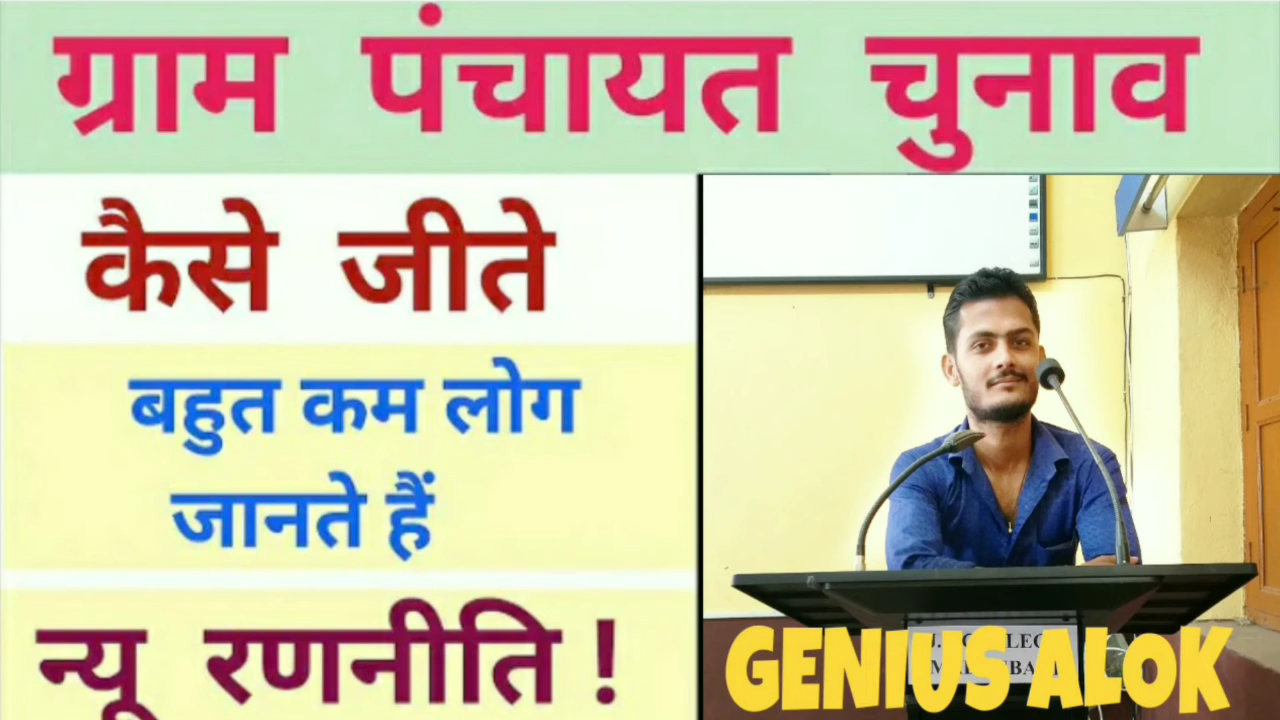 ग्राम पंचायत चुनाव
कैसे जीते
बहुत कम लोग
जानते हैं
न्यू रणनीति !
GENIUS ALOK